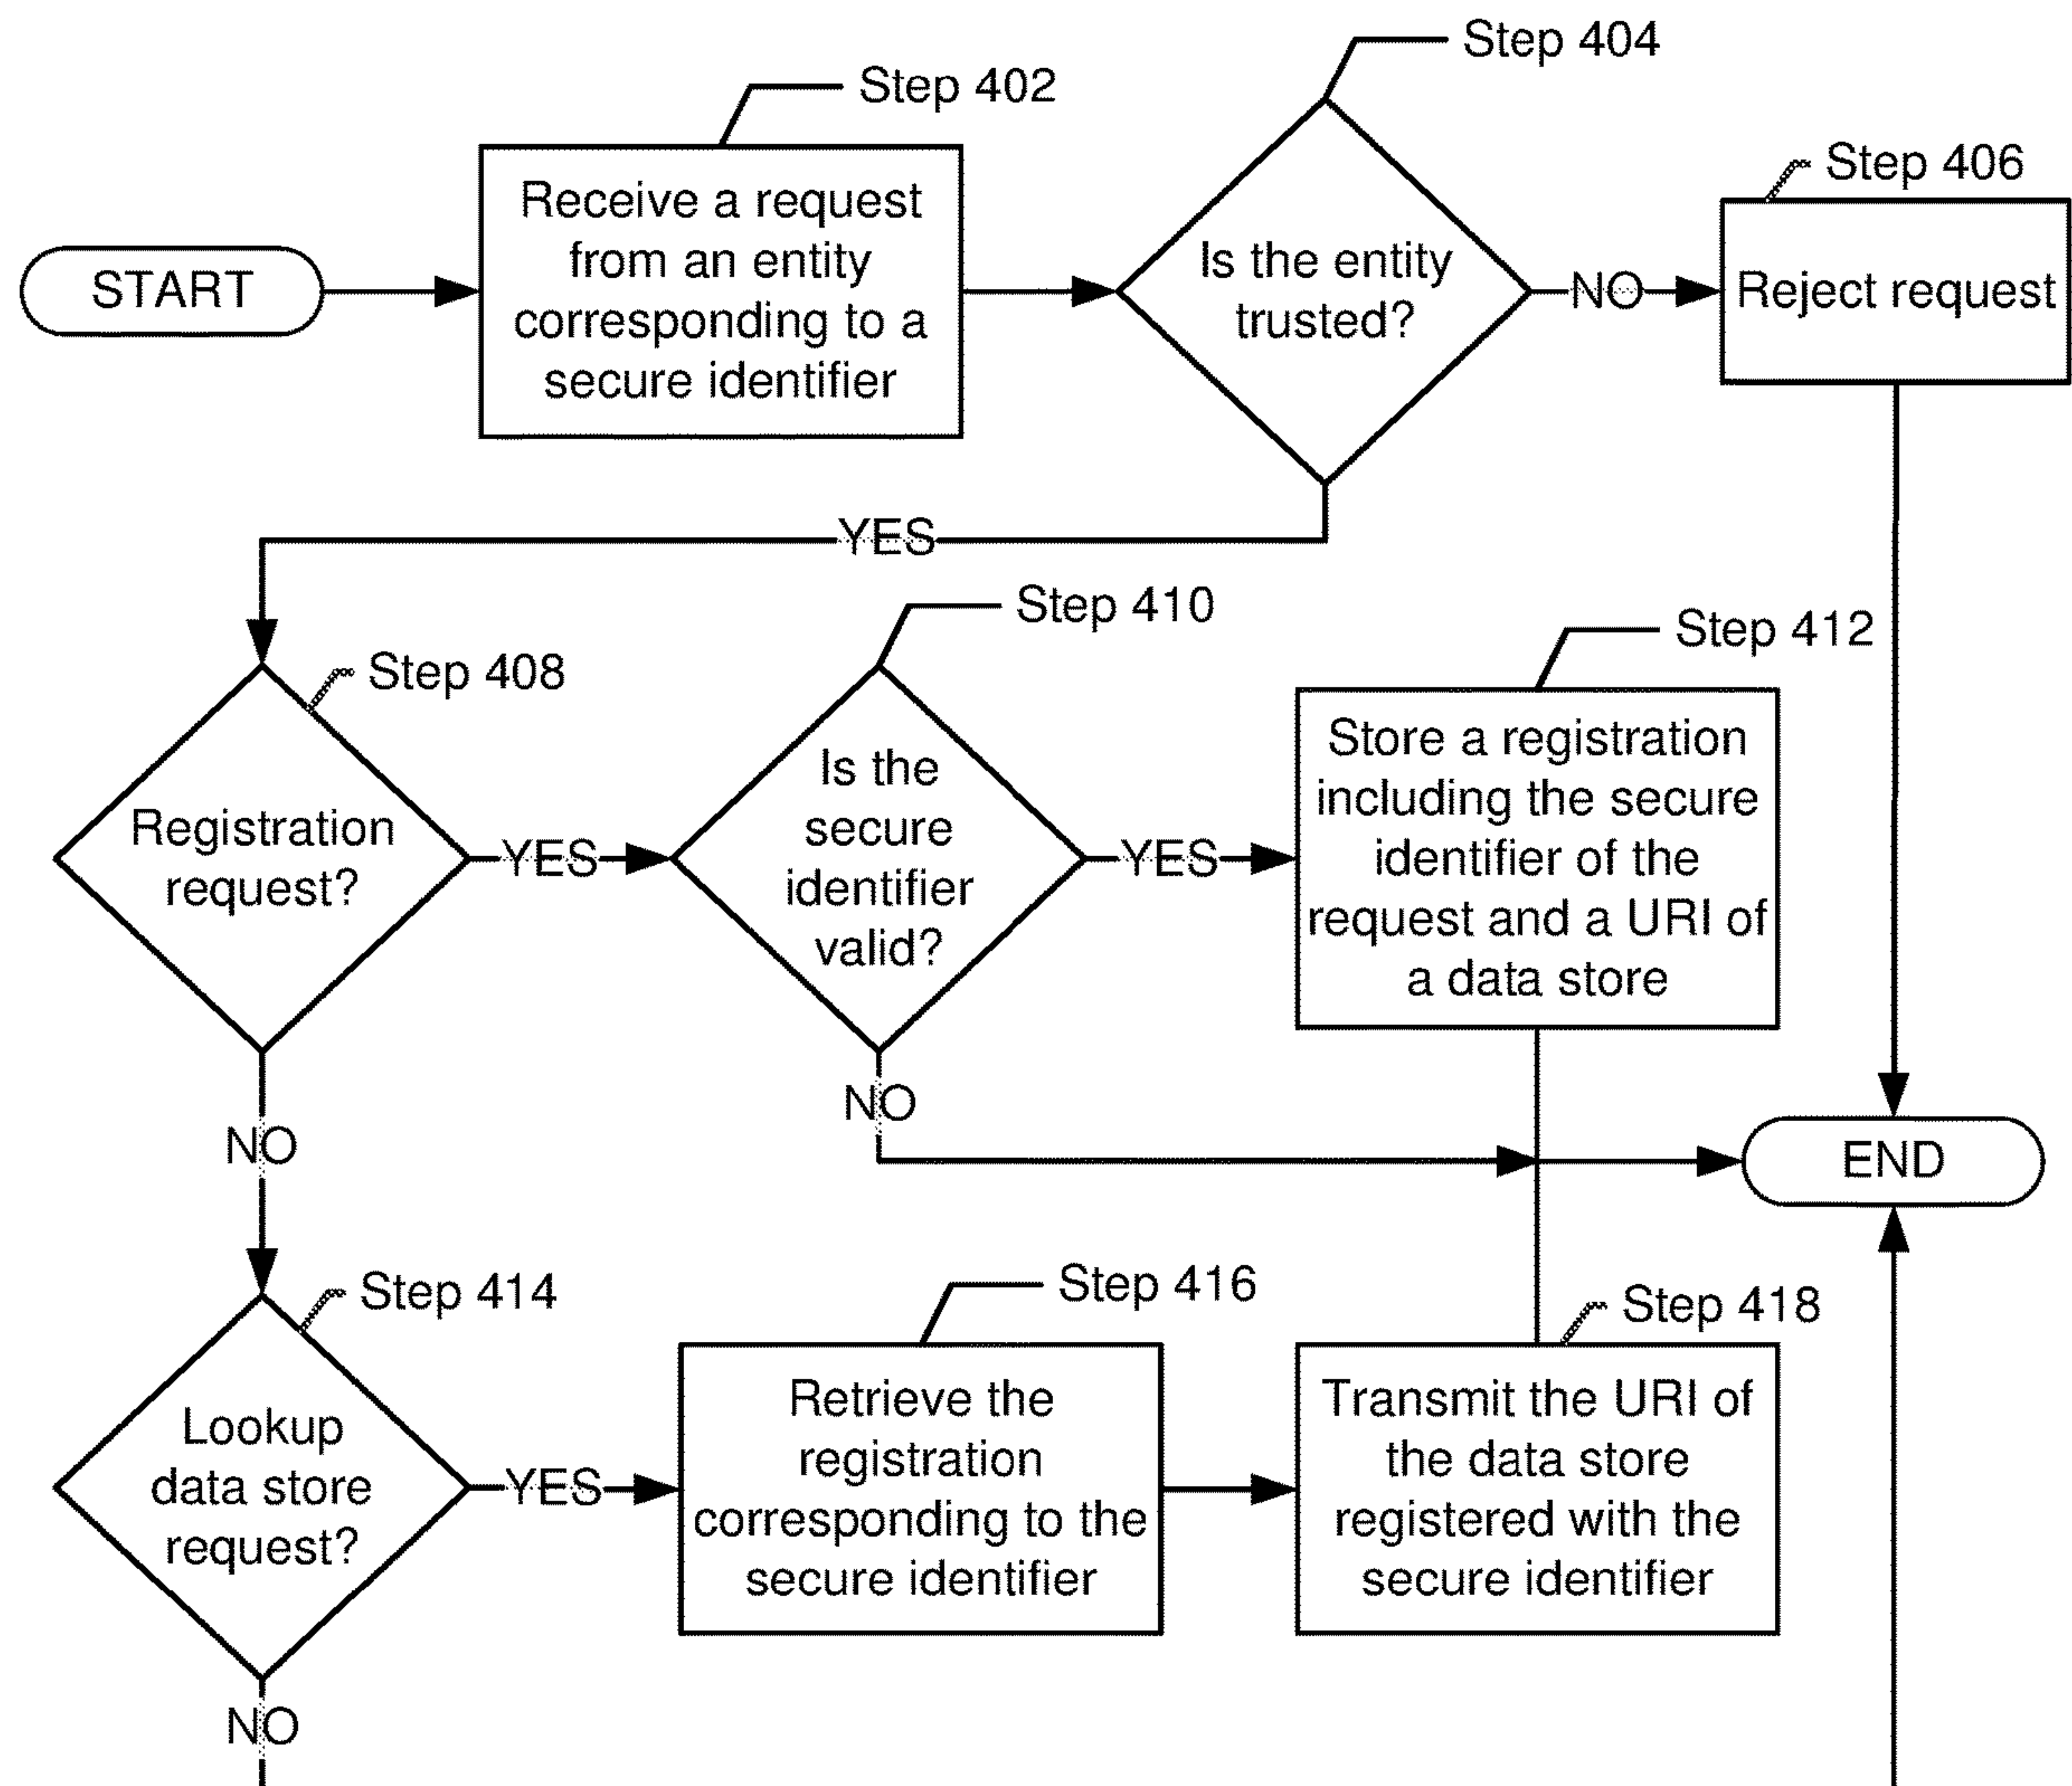 Step 404
Step 402
Step 406
START
Receive a request
from an entity
corresponding to a
secure identifier
Is the entity
trusted?
NO
Reject request
YES
Step 408
Step 410
Step 412
Registration
request?
YES
Is the
secure
identifier
valid?
YES
Store a registration
including the secure
identifier of the
request and a URI of
a data store
NO
NO
END
Step 414
Step 416
Step 418
Lookup
data store
request?
YES
Retrieve the
registration
corresponding to the
secure identifier
Transmit the URI of
the data store
registered with the
secure identifier
NO